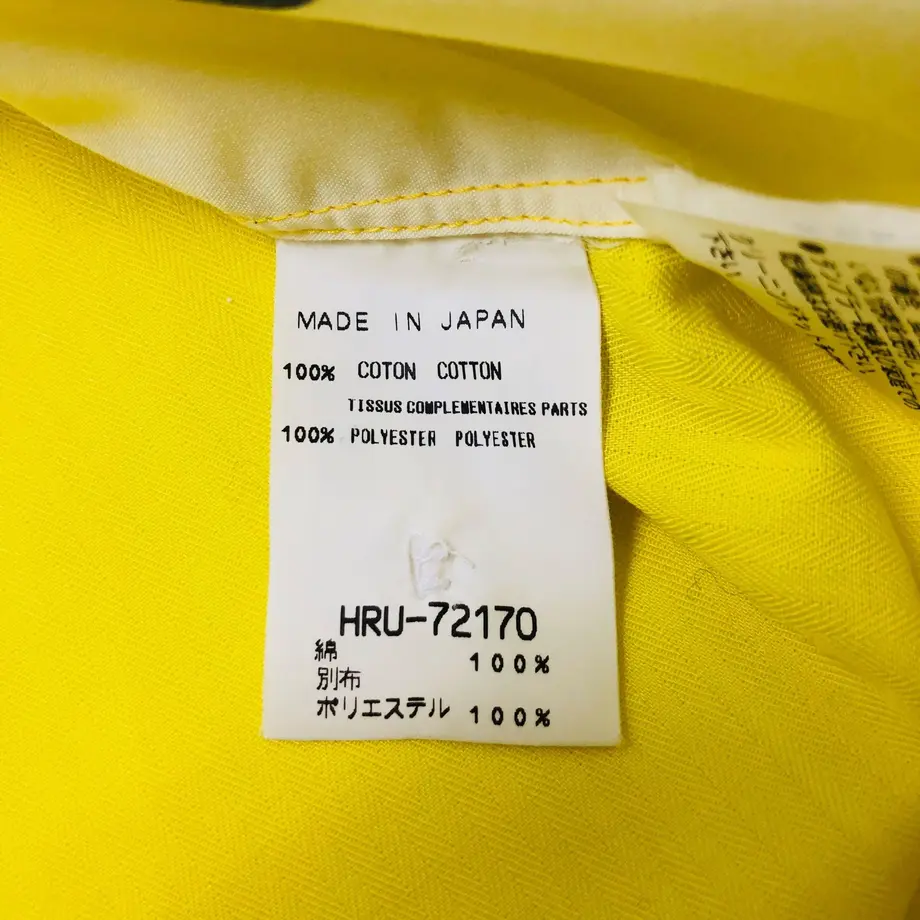 MADE IN JAPAN
100% COTON COTTON
TISSUS COMPLEMENTAIRES PARTS
100% POLYESTER POLYESTER
HRU-72170
綿 100%
別布
ポリエステル 100%